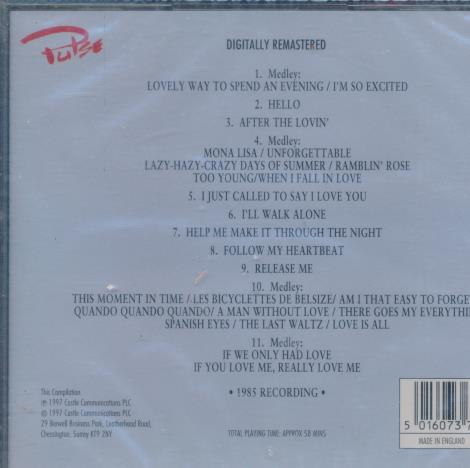 Pulse
DIGITALLY REMASTERED
1. Medley:
LOVELY WAY TO SPEND AN EVENING / I'M SO EXCITED
2. HELLO
3. AFTER THE LOVIN'
4. Medley:
MONA LISA / UNFORGETTABLE
LAZY-HAZY-CRAZY DAYS OF SUMMER / RAMBLIN' ROSE
TOO YOUNG/WHEN I FALL IN LOVE
5. I JUST CALLED TO SAY I LOVE YOU
6. I'LL WALK ALONE
7. HELP ME MAKE IT THROUGH THE NIGHT
8. FOLLOW MY HEARTBEAT
9. RELEASE ME
10. Medley:
THIS MOMENT IN TIME / LES BICYCLETTES DE BELSIZE/ AM I THAT EASY TO FORGE
QUANDO QUANDO QUANDO/ A MAN WITHOUT LOVE / THERE GOES MY EVERYTHI
SPANISH EYES / THE LAST WALTZ / LOVE IS ALL
11. Medley:
IF WE ONLY HAD LOVE
IF YOU LOVE ME, REALLY LOVE ME
• 1985 RECORDING •
This Compilation
℗ 1997 Castle Communications PLC
© 1997 Castle Communications PLC
29 Barwell Business Park, Leatherhead Road,
Chessington, Surrey KT9 2NY
TOTAL PLAYING TIME: APPROX 58 MINS
5 016073 7
MADE IN ENGLAND